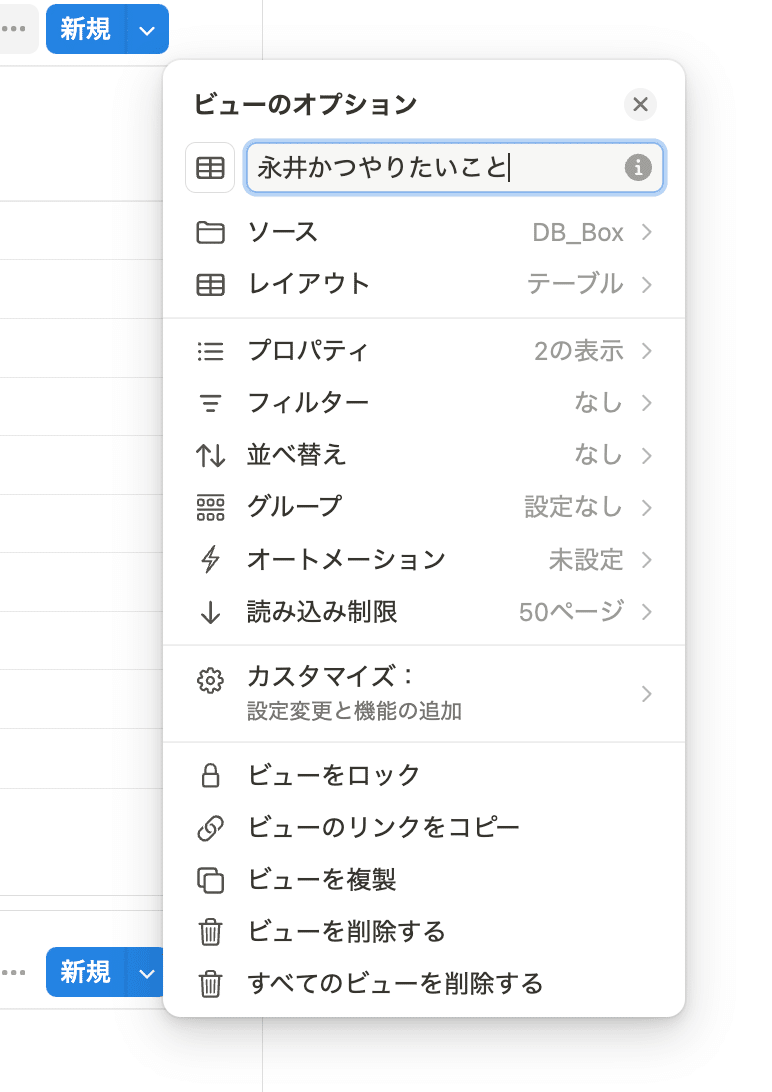 新規
ビューのオプション
永井かつやりたいこと
ソース DB_Box
レイアウト テーブル
プロパティ 2の表示
フィルター なし
並べ替え なし
グループ 設定なし
オートメーション 未設定
読み込み制限 50ページ
カスタマイズ：
設定変更と機能の追加
ビューをロック
ビューのリンクをコピー
ビューを複製
ビューを削除する
新規
すべてのビューを削除する